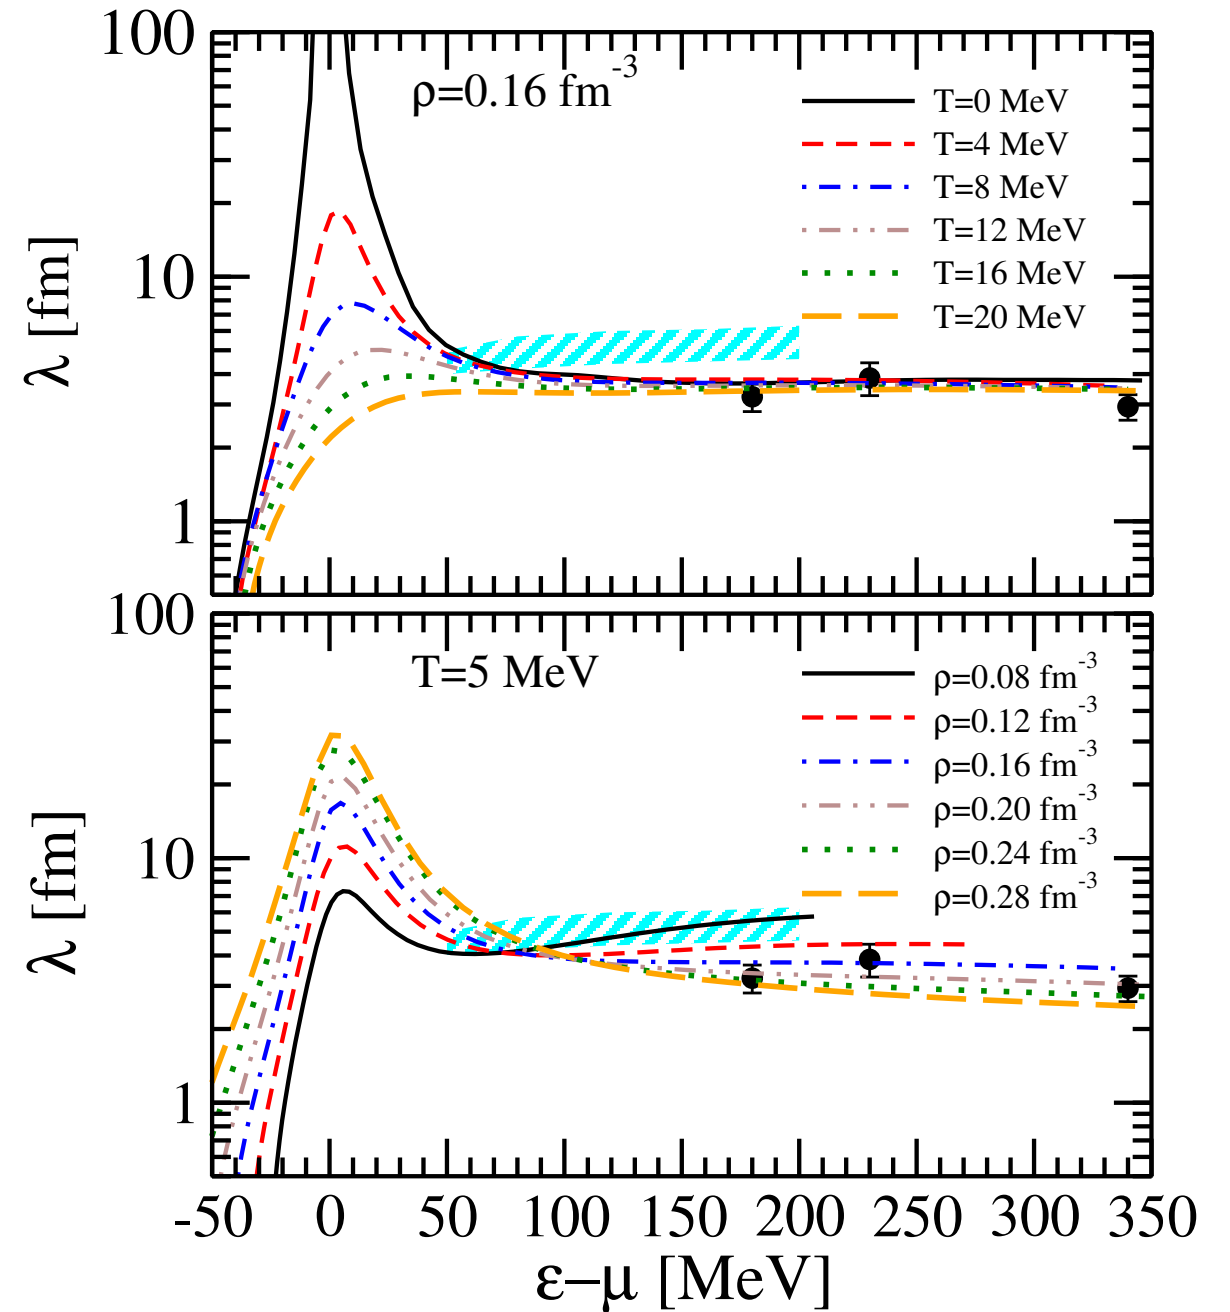 100
ρ=0.16 fm⁻³
T=0 MeV
T=4 MeV
T=8 MeV
T=12 MeV
T=16 MeV
T=20 MeV
10
λ [fm]
1
100
T=5 MeV
ρ=0.08 fm⁻³
ρ=0.12 fm⁻³
ρ=0.16 fm⁻³
ρ=0.20 fm⁻³
ρ=0.24 fm⁻³
ρ=0.28 fm⁻³
10
λ [fm]
1
-50 0 50 100 150 200 250 300 350
ε−μ [MeV]